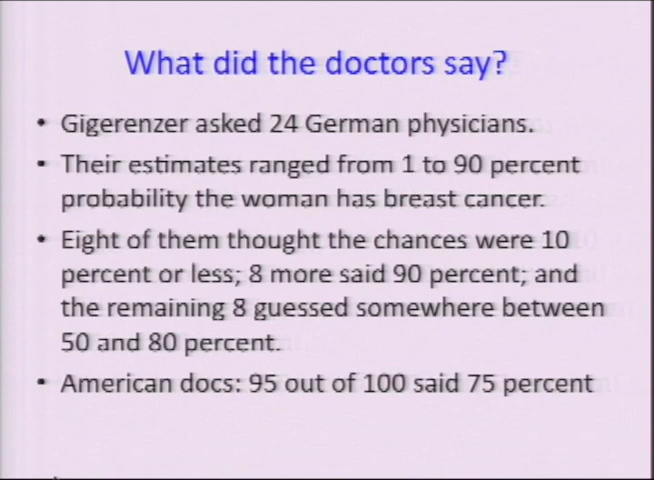 What did the doctors say?
• Gigerenzer asked 24 German physicians.
• Their estimates ranged from 1 to 90 percent
probability the woman has breast cancer.
• Eight of them thought the chances were 10
percent or less; 8 more said 90 percent; and
the remaining 8 guessed somewhere between
50 and 80 percent.
• American docs: 95 out of 100 said 75 percent